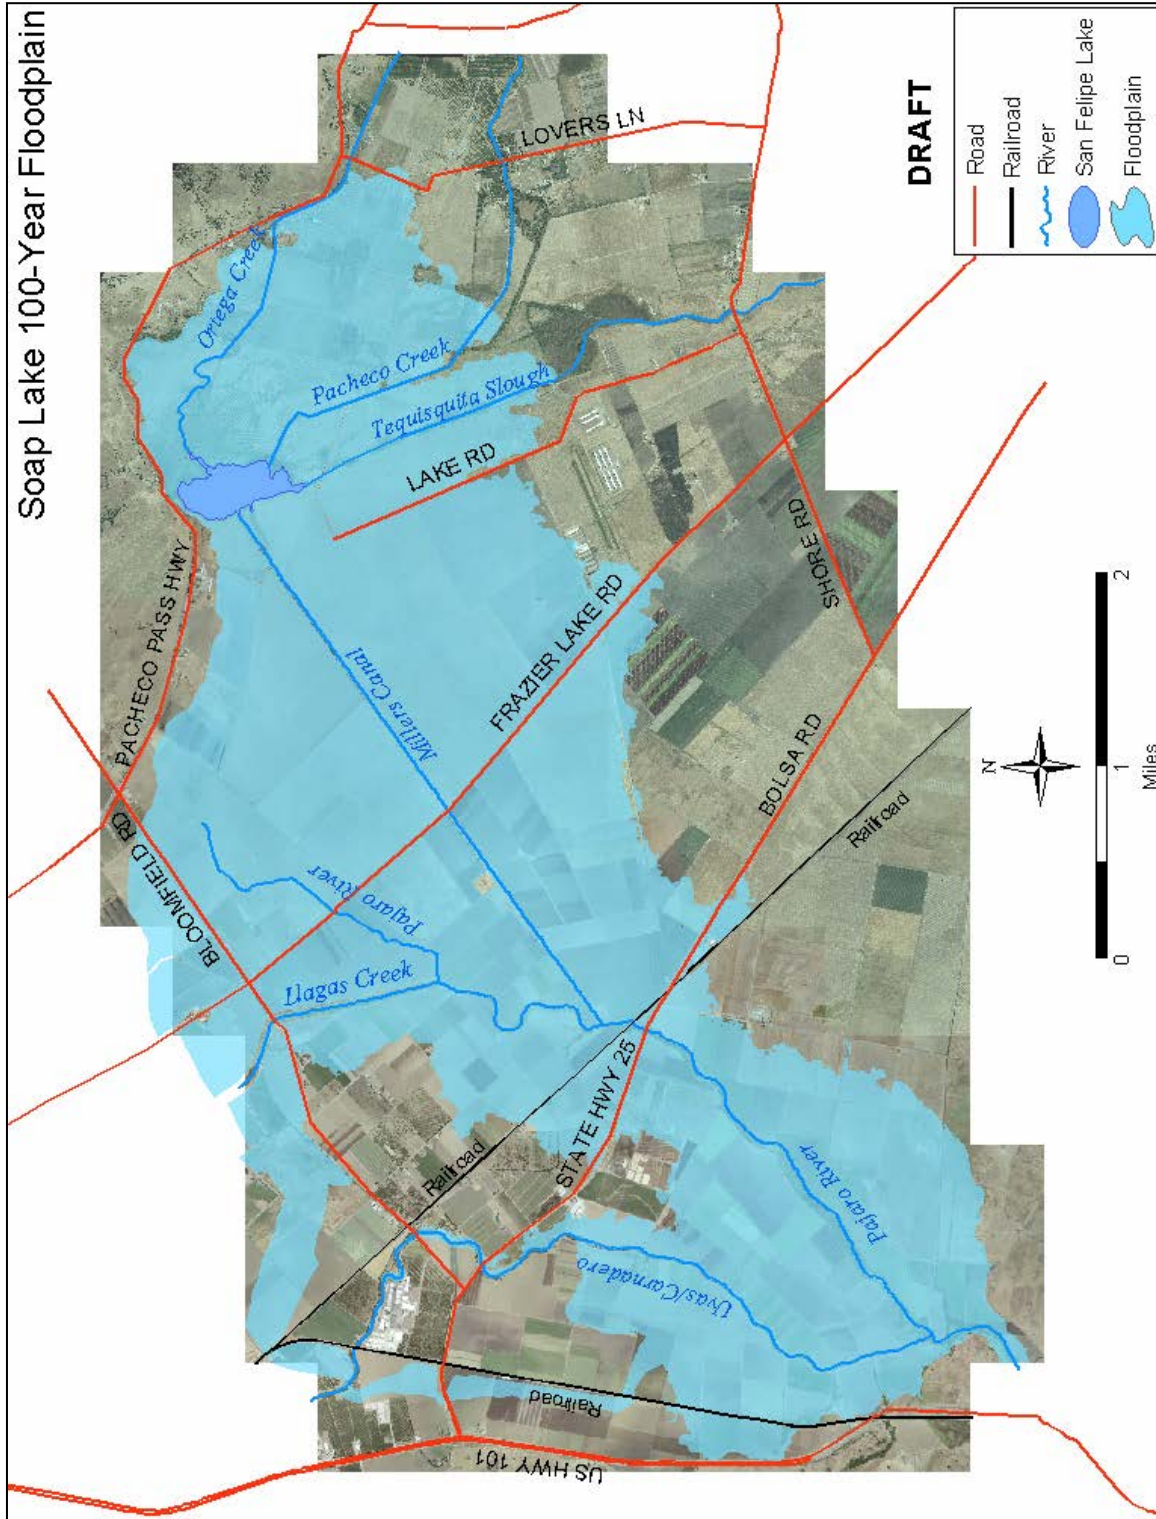 Soap Lake 100-Year Floodplain
PACHECO PASS HWY
BLOOMFIELD RD
Ortega Creek
Pacheco Creek
Tequisquita Slough
LOVERS LN
LAKE RD
Millers Canal
FRAZIER LAKE RD
Pajaro River
Llagas Creek
SHORE RD
BOLSA RD
Railroad
STATE HWY 25
Railroad
Pajaro River
Uvas/Carnadero
Railroad
US HWY 101
DRAFT
Road
Railroad
River
San Felipe Lake
Floodplain
N
0
1
2
Miles